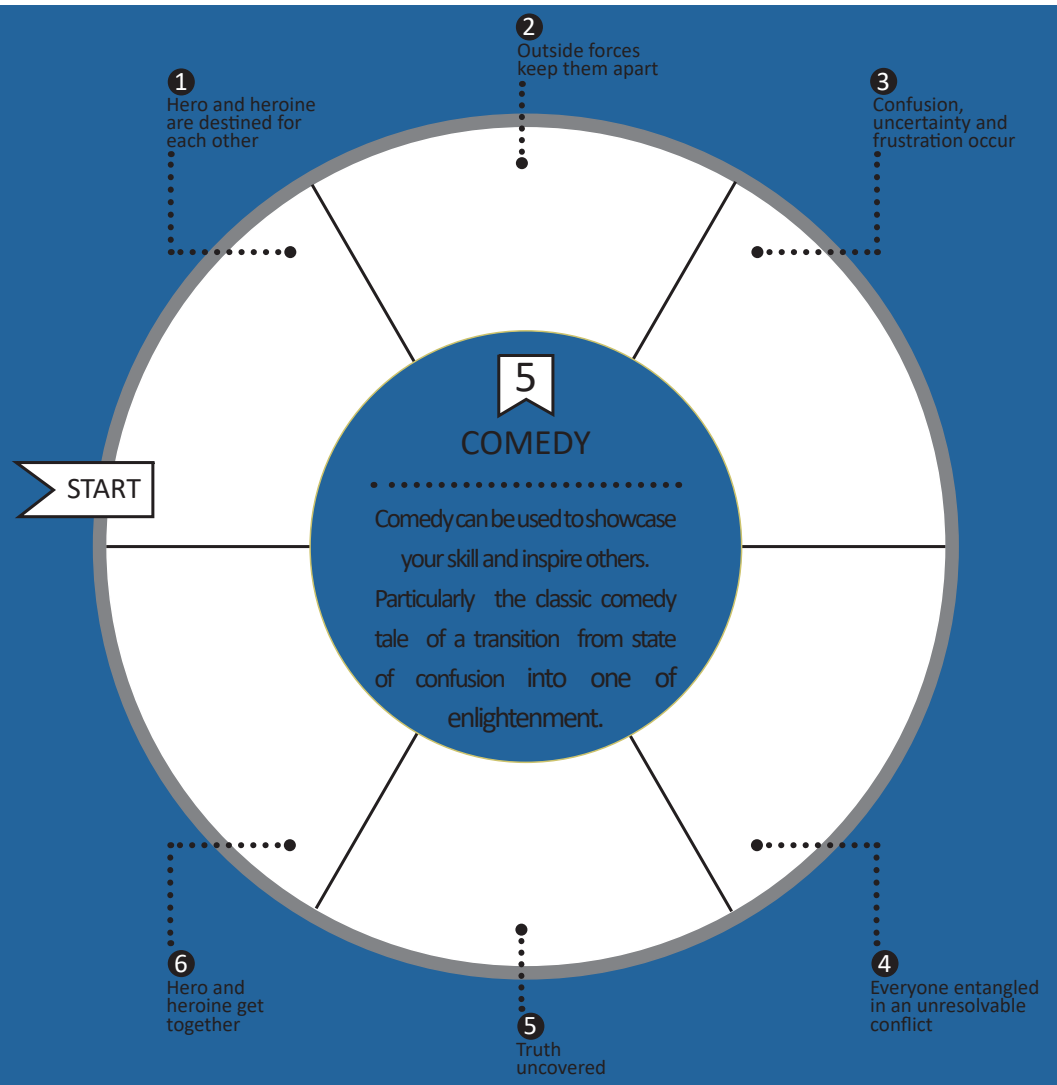 2
Outside forces
keep them apart
1
Hero and heroine
are destined for
each other
3
Confusion,
uncertainty and
frustration occur
START
5
COMEDY
Comedy can be used to showcase
your skill and inspire others.
Particularly the classic comedy
tale of a transition from state
of confusion into one of
enlightenment.
6
Hero and
heroine get
together
4
Everyone entangled
in an unresolvable
conflict
5
Truth
uncovered